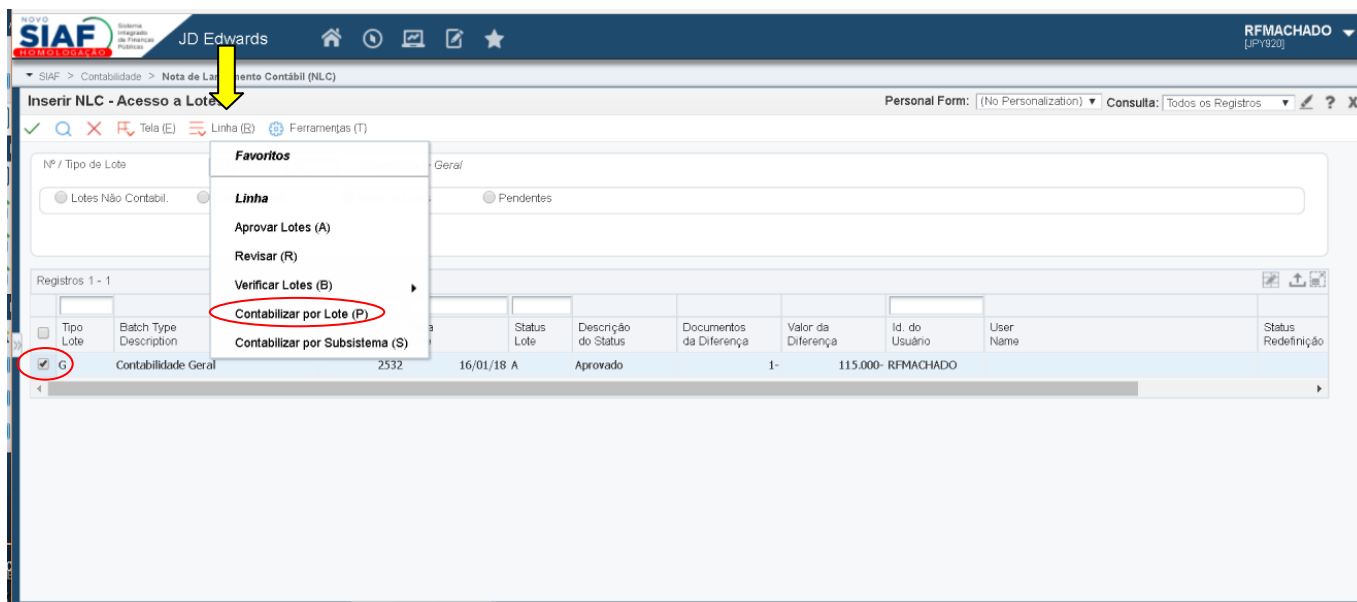 NOVO
SIAF
HOMOLOGAÇÃO
Sistema
Integrado
de Finanças
Públicas
JD Edwards
RFMACHADO
[JPY920]
SIAF > Contabilidade > Nota de La mento Contábil (NLC)
Inserir NLC - Acesso a Lote
Personal Form: (No Personalization) Consulta: Todos os Registros
Tela (E) Linha (R) Ferramentas (T)
Nº / Tipo de Lote Geral
Lotes Não Contabil. Pendentes
Favoritos
Linha
Aprovar Lotes (A)
Revisar (R)
Verificar Lotes (B)
Contabilizar por Lote (P)
Contabilizar por Subsistema (S)
Registros 1 - 1
Tipo Lote
Batch Type Description
Status Lote
Descrição do Status
Documentos da Diferença
Valor da Diferença
Id. do Usuário
User Name
Status Redefinição
G Contabilidade Geral 2532 16/01/18 A Aprovado 1- 115.000- RFMACHADO